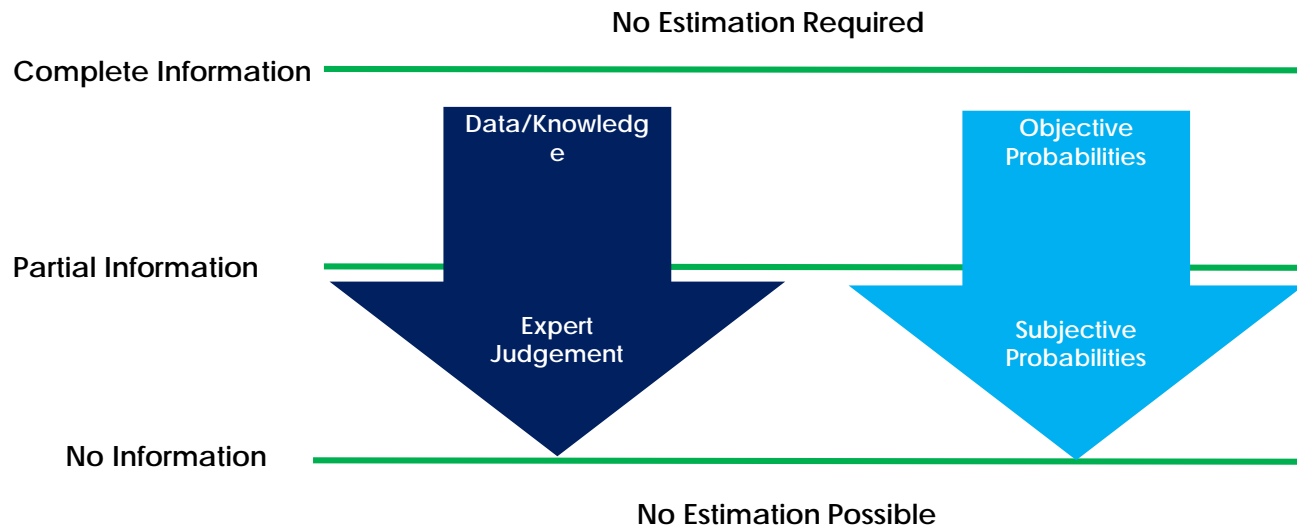 No Estimation Required
Complete Information
Data/Knowledg
e
Objective
Probabilities
Partial Information
Expert
Judgement
Subjective
Probabilities
No Information
No Estimation Possible